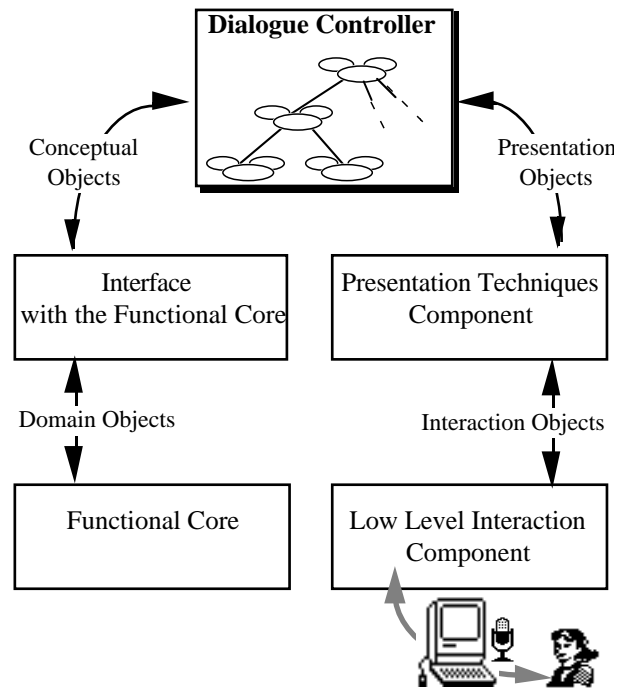 Dialogue Controller
Conceptual
Objects
Presentation
Objects
Interface
with the Functional Core
Presentation Techniques
Component
Domain Objects
Interaction Objects
Functional Core
Low Level Interaction
Component